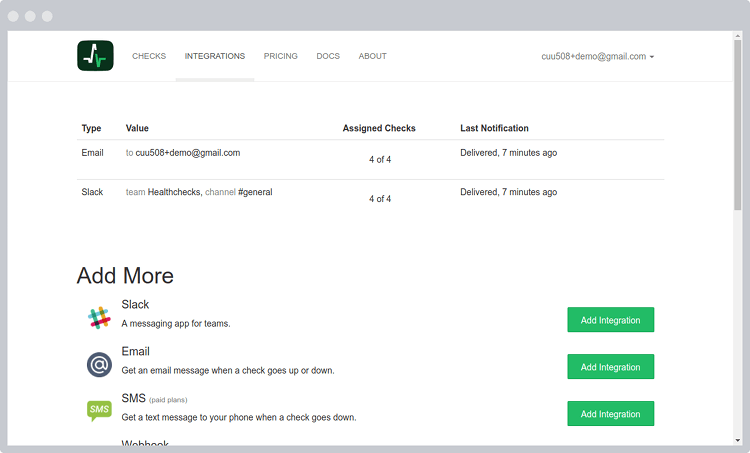 CHECKS INTEGRATIONS PRICING DOCS ABOUT cuu508+demo@gmail.com
Type Value Assigned Checks Last Notification
Email to cuu508+demo@gmail.com 4 of 4 Delivered, 7 minutes ago
Slack team Healthchecks, channel #general 4 of 4 Delivered, 7 minutes ago
Add More
Slack
A messaging app for teams.
Add Integration
Email
Get an email message when a check goes up or down.
Add Integration
SMS (paid plans)
SMS
Get a text message to your phone when a check goes down.
Add Integration
Webhook